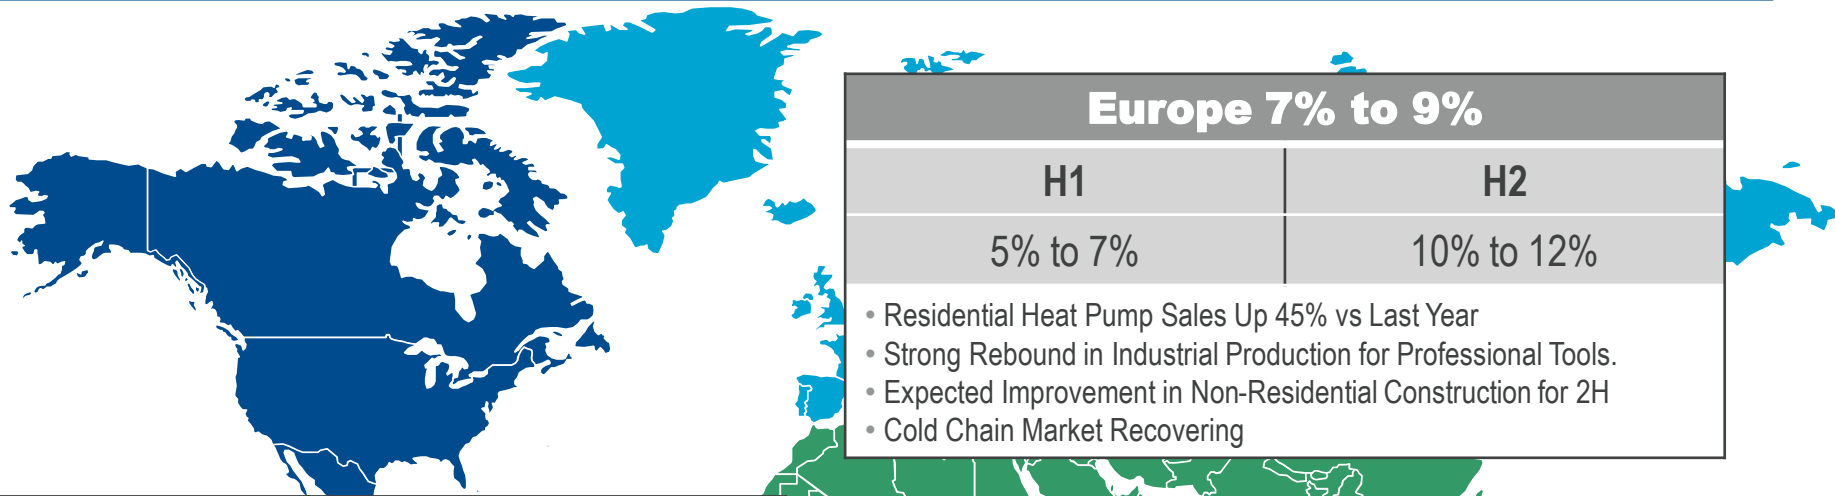 Europe 7% to 9%
H1 H2
5% to 7% 10% to 12%
• Residential Heat Pump Sales Up 45% vs Last Year
• Strong Rebound in Industrial Production for Professional Tools.
• Expected Improvement in Non-Residential Construction for 2H
• Cold Chain Market Recovering